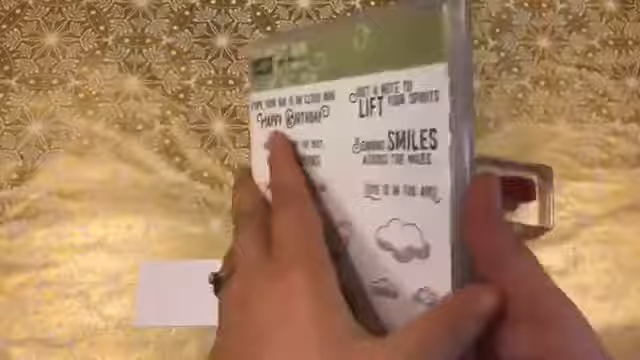 HOPE YOUR DAY IS ON CLOUD NINE
HAPPY BIRTHDAY
JUST A NOTE TO
LIFT YOUR SPIRITS
SENDING SMILES
ACROSS THE MILES
LOVE IS IN THE AIR